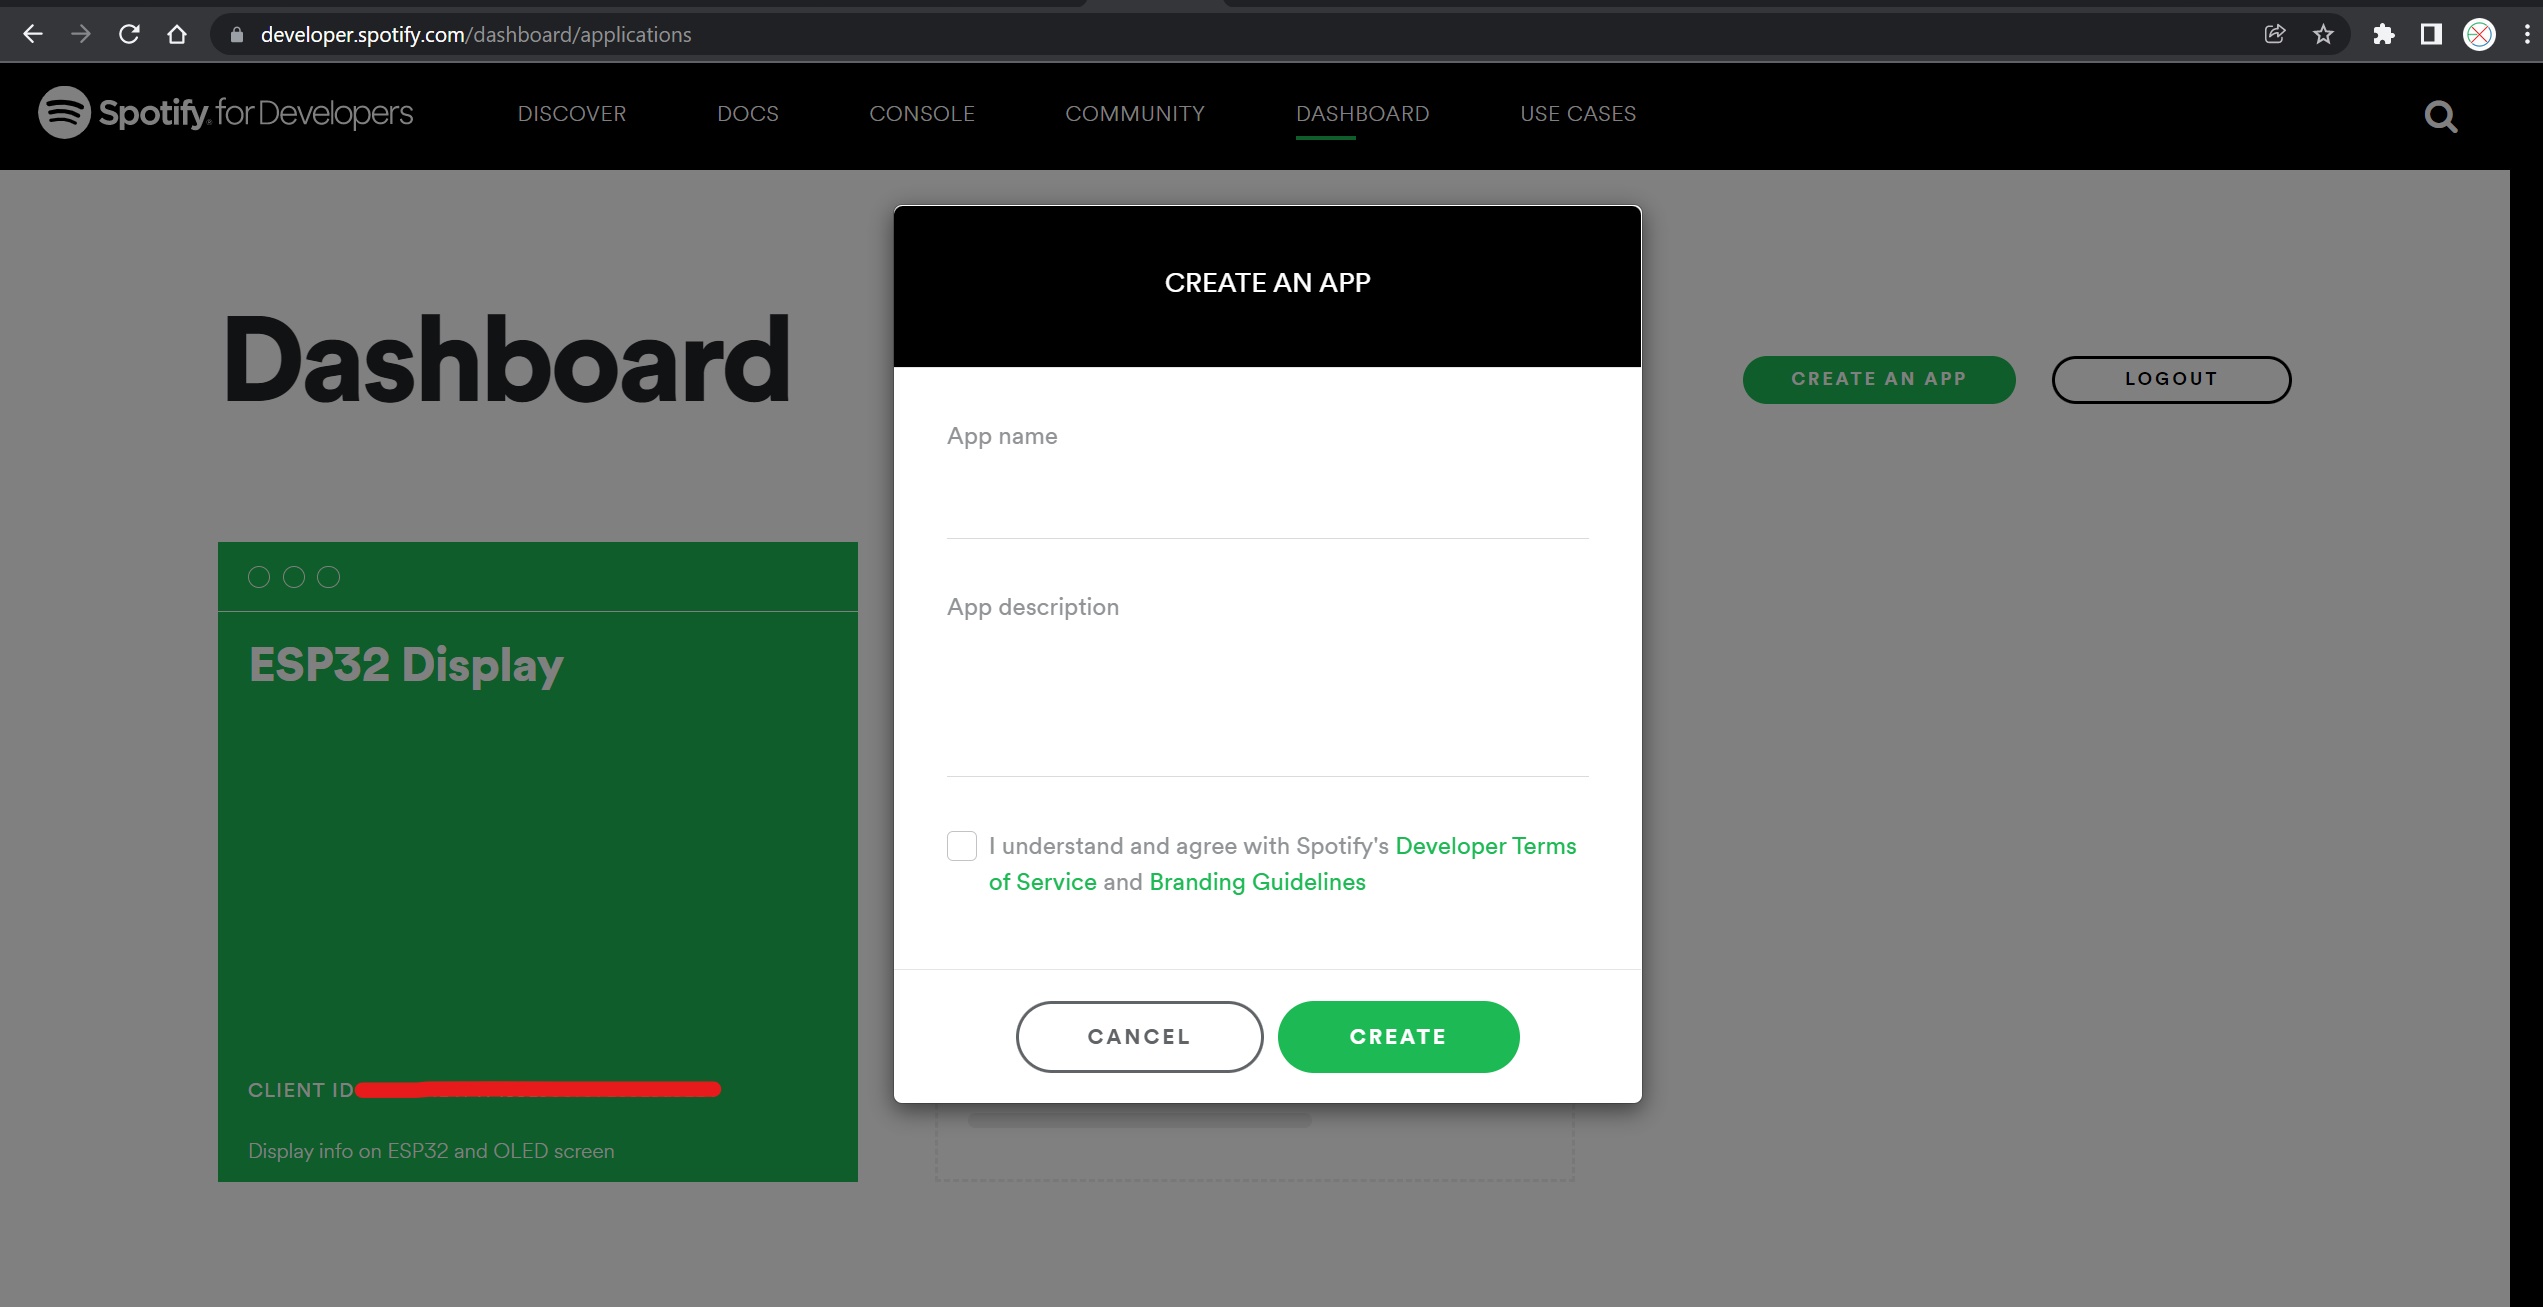 developer.spotify.com/dashboard/applications
Spotify for Developers
DISCOVER
DOCS
CONSOLE
COMMUNITY
DASHBOARD
USE CASES
Dashboard
CREATE AN APP
LOGOUT
ESP32 Display
CLIENT ID
Display info on ESP32 and OLED screen
CREATE AN APP
App name
App description
I understand and agree with Spotify's Developer Terms
of Service and Branding Guidelines
CANCEL
CREATE